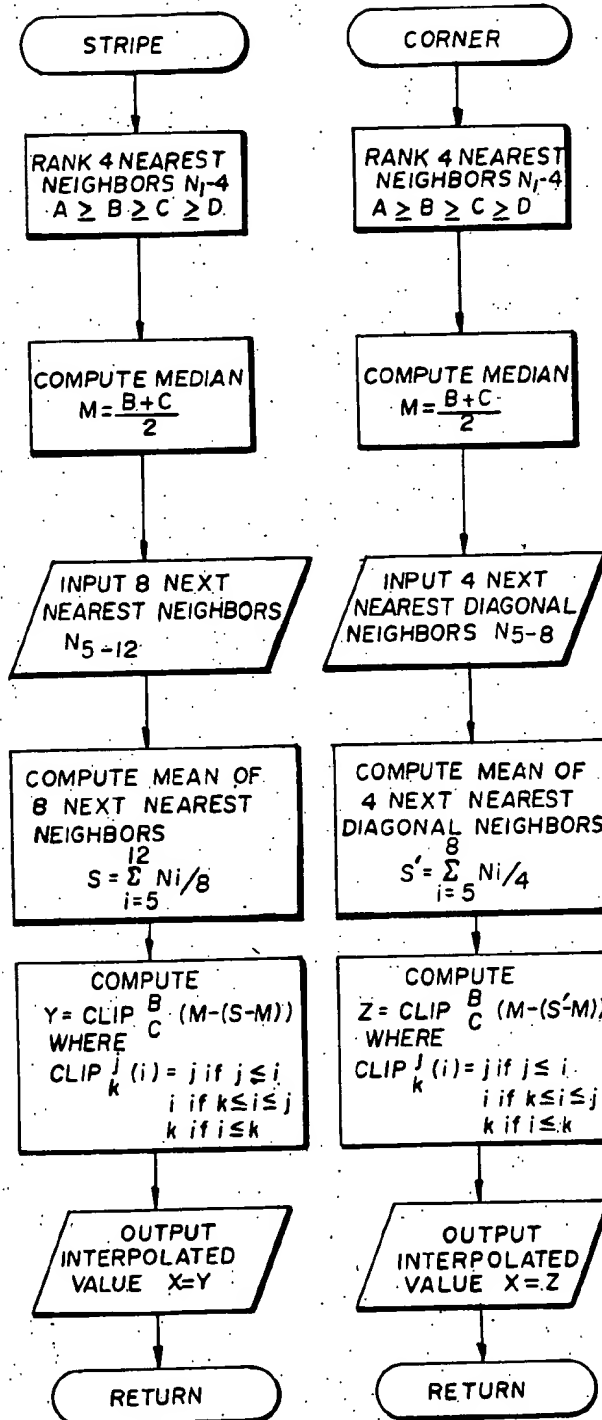 STRIPE
RANK 4 NEAREST
NEIGHBORS N1-4
A ≥ B ≥ C ≥ D
COMPUTE MEDIAN
M = B+C
2
INPUT 8 NEXT
NEAREST NEIGHBORS
N5-12
COMPUTE MEAN OF
8 NEXT NEAREST
NEIGHBORS
12
S = Σ Ni/8
i=5
COMPUTE
Y = CLIP B C (M-(S-M))
WHERE
CLIP j k (i) = j if j ≤ i
i if k ≤ i ≤ j
k if i ≤ k
OUTPUT
INTERPOLATED
VALUE X=Y
RETURN
CORNER
RANK 4 NEAREST
NEIGHBORS N1-4
A ≥ B ≥ C ≥ D
COMPUTE MEDIAN
M = B+C
2
INPUT 4 NEXT
NEAREST DIAGONAL
NEIGHBORS N5-8
COMPUTE MEAN OF
4 NEXT NEAREST
DIAGONAL NEIGHBORS
8
S' = Σ Ni/4
i=5
COMPUTE
Z = CLIP B C (M-(S'-M))
WHERE
CLIP j k (i) = j if j ≤ i
i if k ≤ i ≤ j
k if i ≤ k
OUTPUT
INTERPOLATED
VALUE X=Z
RETURN